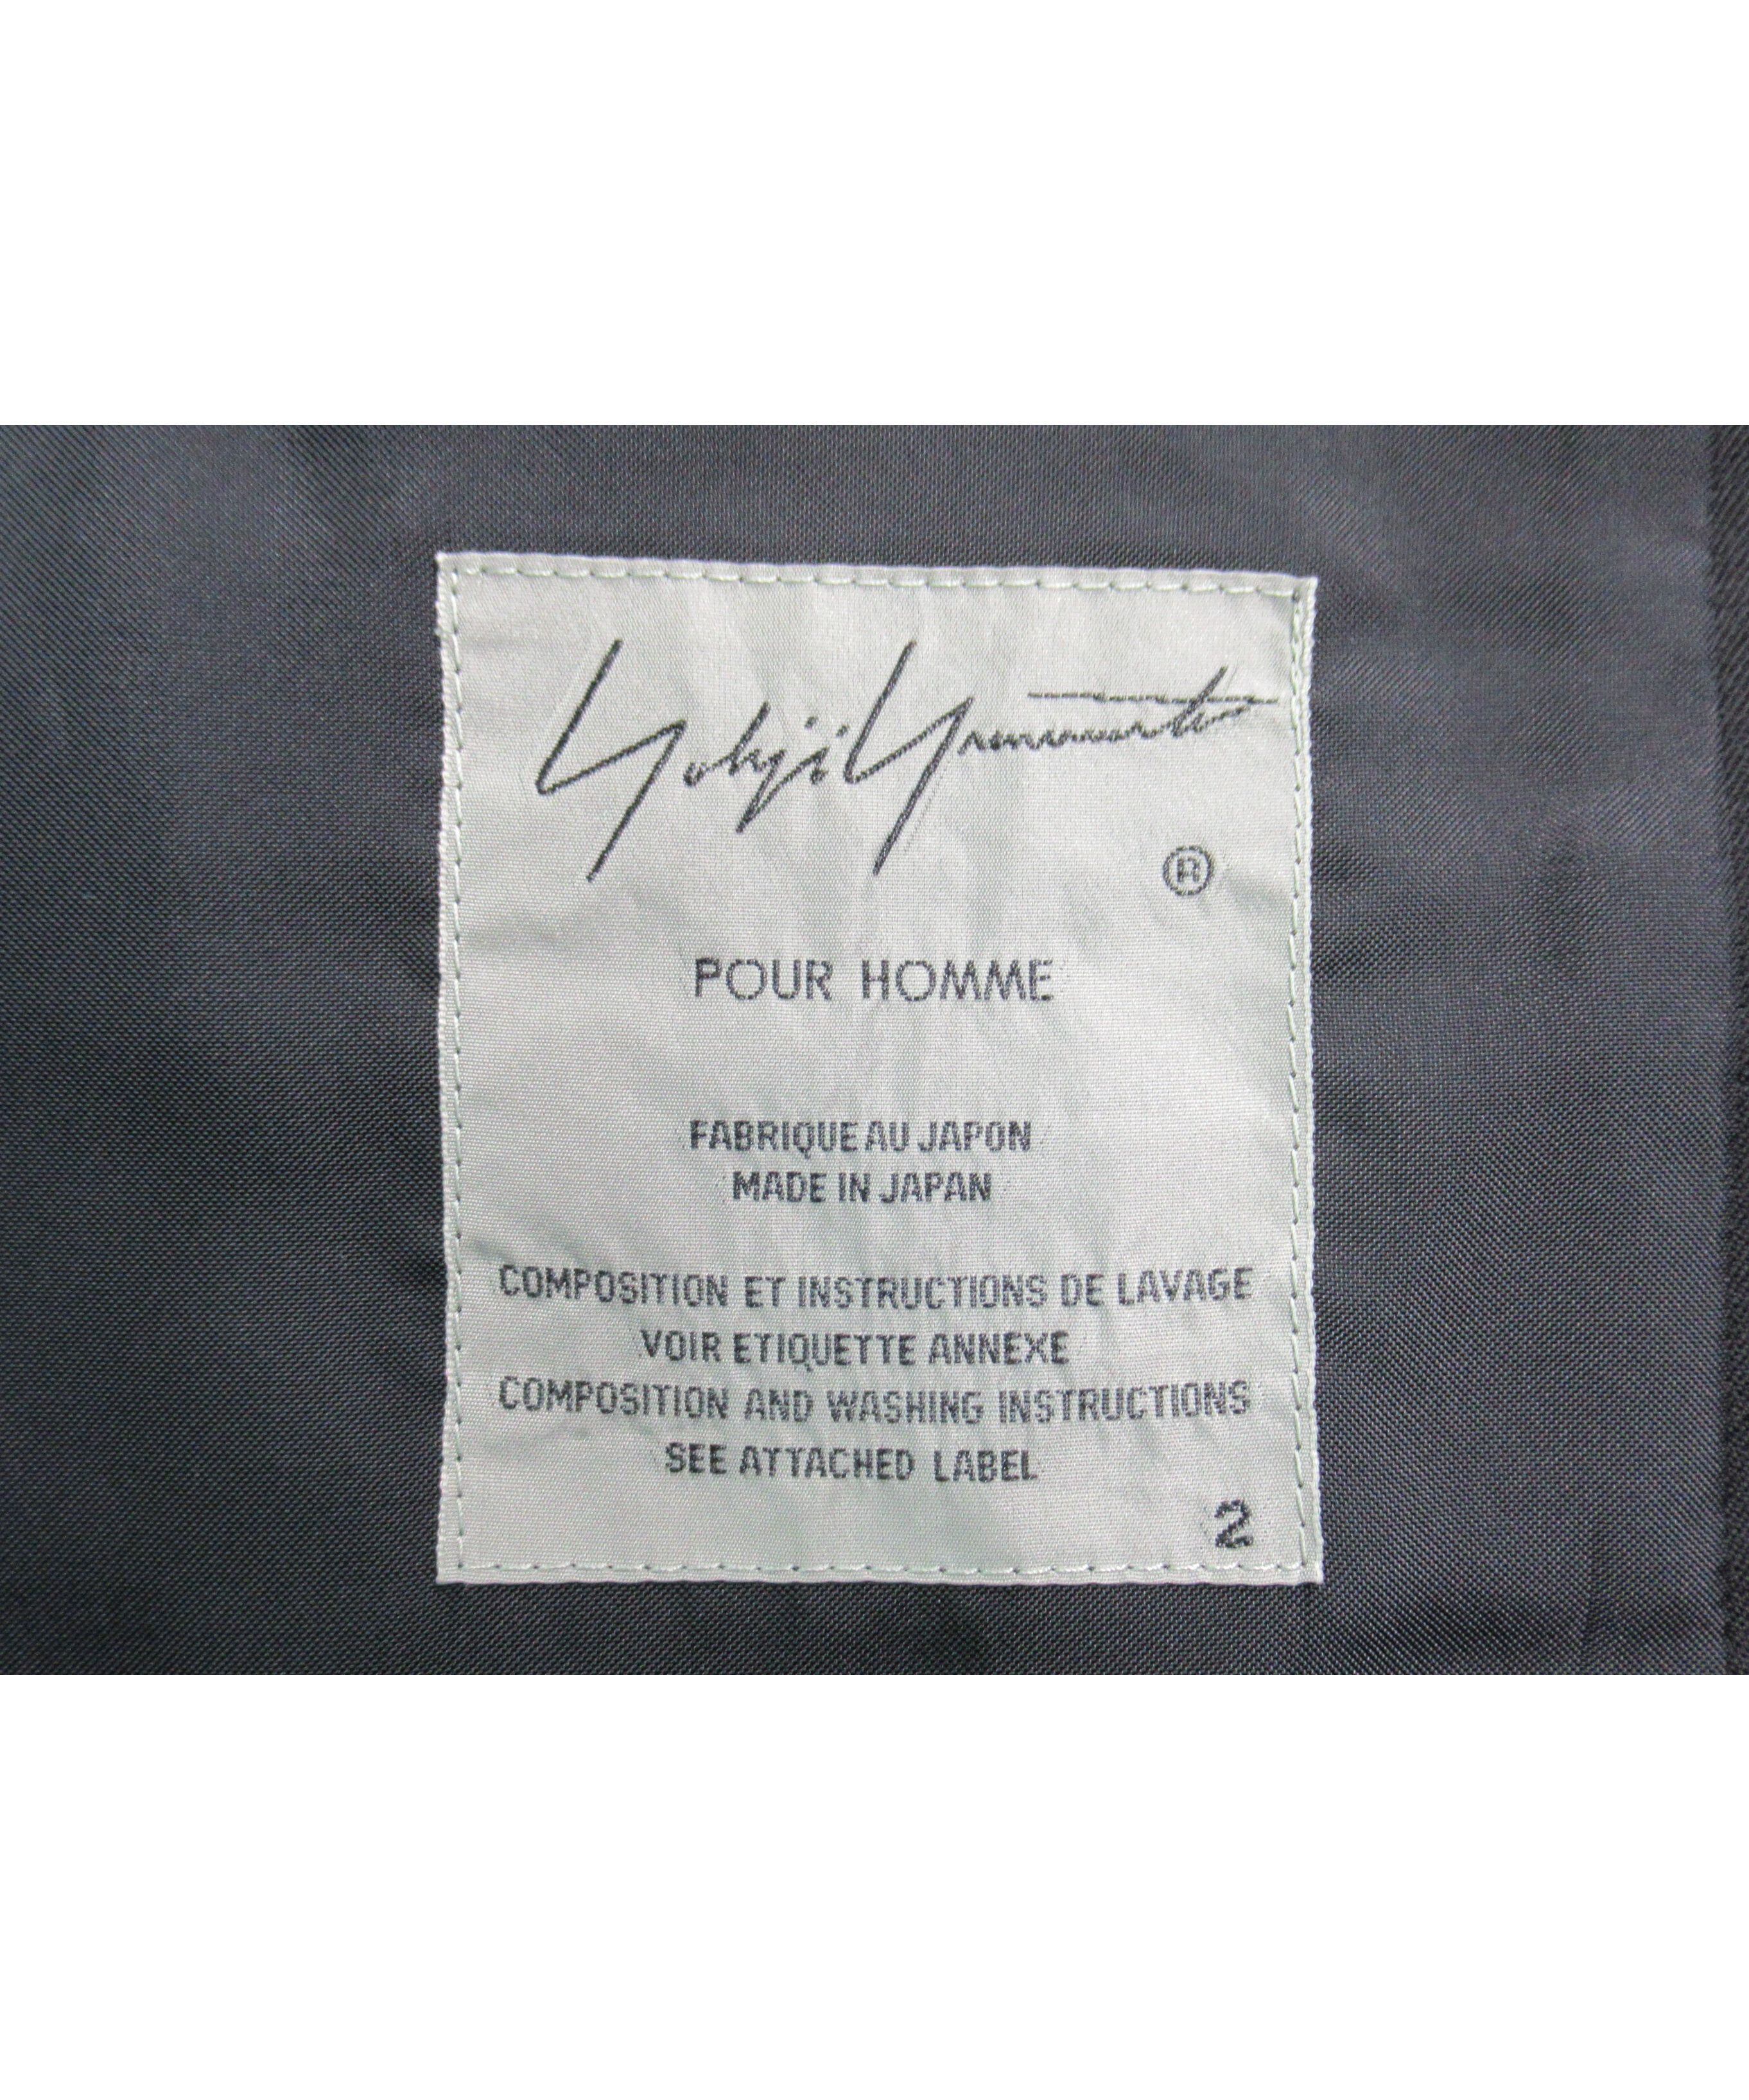 Yohji Yamamoto
®
POUR HOMME
FABRIQUE AU JAPON
MADE IN JAPAN
COMPOSITION ET INSTRUCTIONS DE LAVAGE
VOIR ETIQUETTE ANNEXE
COMPOSITION AND WASHING INSTRUCTIONS
SEE ATTACHED LABEL
2